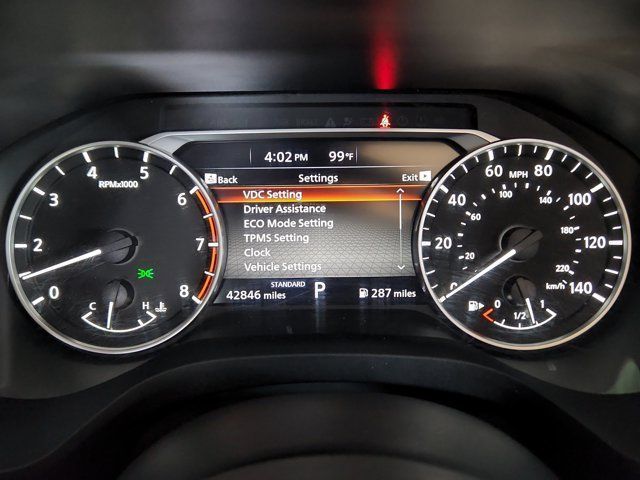 4:02 PM 99°F
Back Settings Exit
VDC Setting
Driver Assistance
ECO Mode Setting
TPMS Setting
Clock
Vehicle Settings
STANDARD
42846 miles P 287 miles
RPMx1000
0 1 2 3 4 5 6 7 8
C H
MPH
0 20 40 60 80 100 120 140
20 60 100 140 180 220
km/h
0 1/2 1